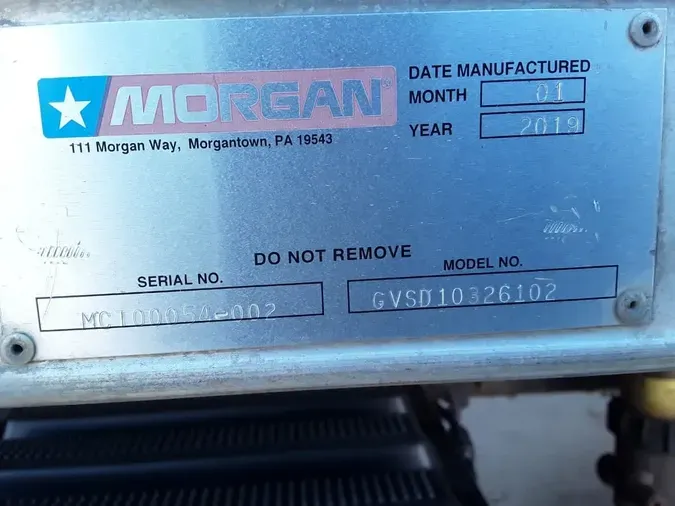 MORGAN
111 Morgan Way, Morgantown, PA 19543
DATE MANUFACTURED
MONTH 01
YEAR 2019
DO NOT REMOVE
SERIAL NO.
MC100054-002
MODEL NO.
GVSD10326102